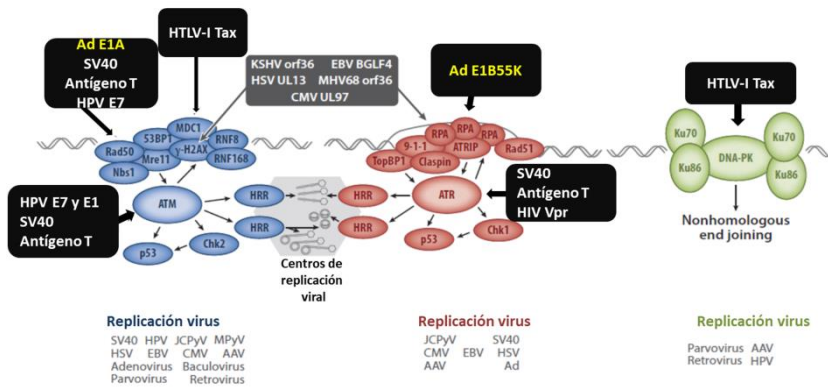 Ad E1A
SV40
Antígeno T
HPV E7
HTLV-I Tax
KSHV orf36 EBV BGLF4
HSV UL13 MHV68 orf36
CMV UL97
Ad E1B55K
HTLV-I Tax
MDC1
53BP1
γ-H2AX
RNF8
Rad50
Mre11
RNF168
Nbs1
RPA
RPA
RPA
9-1-1
ATRIP
Rad51
TopBP1
Claspin
Ku70
Ku70
DNA-PK
Ku86
Ku86
HPV E7 y E1
SV40
Antígeno T
ATM
HRR
HRR
p53
Chk2
HRR
HRR
ATR
p53
Chk1
SV40
Antígeno T
HIV Vpr
Nonhomologous
end joining
Centros de
replicación
viral
Replicación virus
SV40 HPV JCPyV MPyV
HSV EBV CMV AAV
Adenovirus Baculovirus
Parvovirus Retrovirus
Replicación virus
JCPyV SV40
CMV EBV HSV
AAV Ad
Replicación virus
Parvovirus AAV
Retrovirus HPV